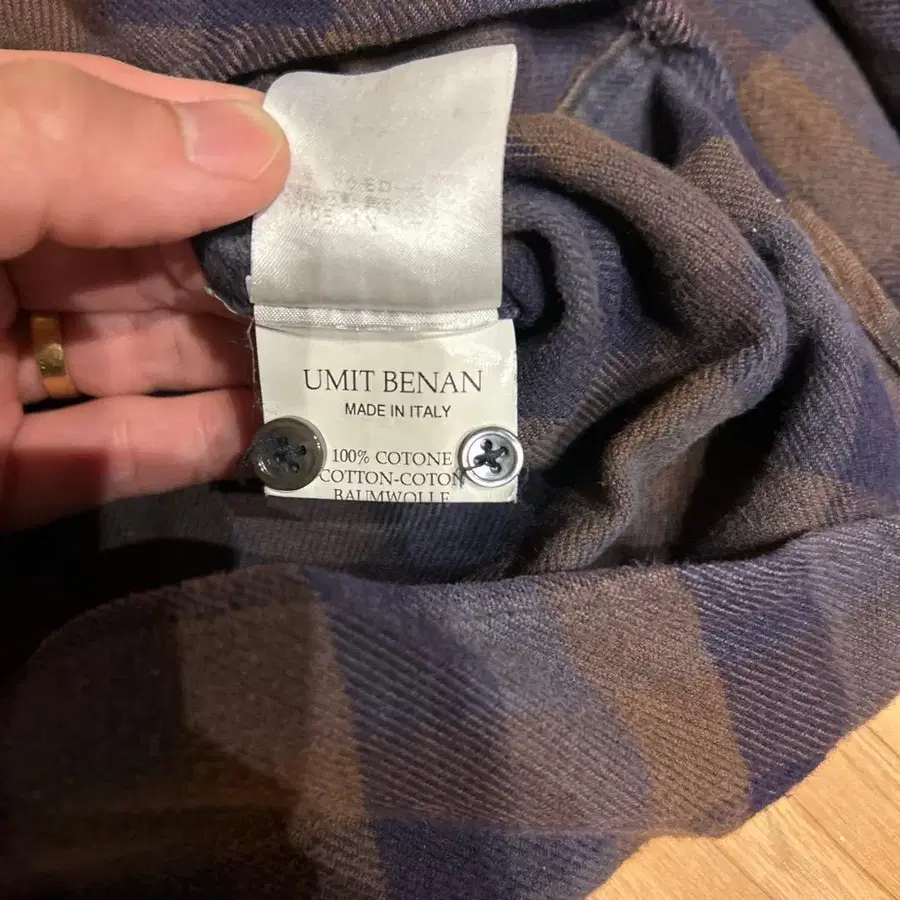 UMIT BENAN
MADE IN ITALY
100% COTONE
COTTON-COTON
BAUMWOLLE